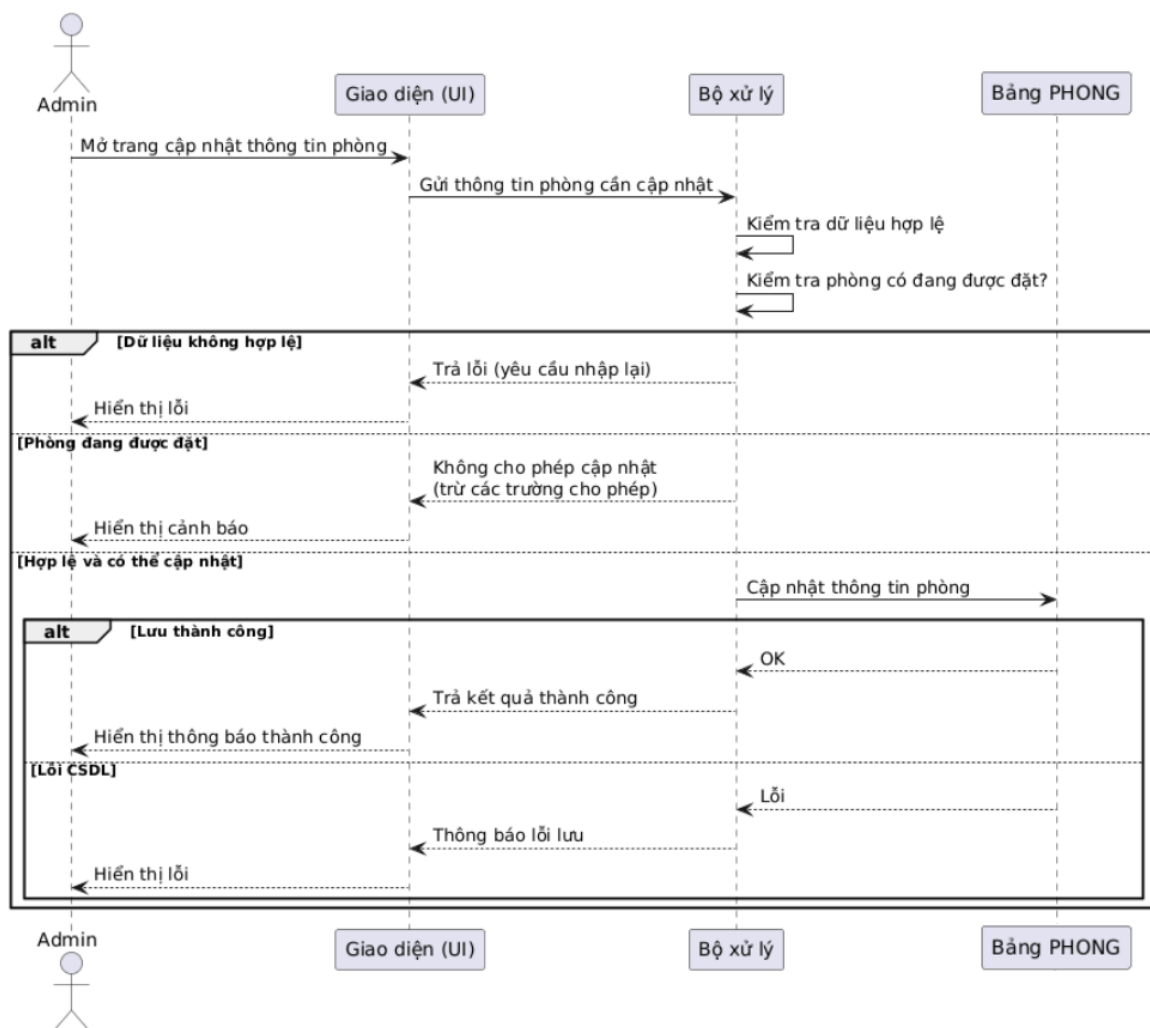 Admin
Giao diện (UI)
Bộ xử lý
Bảng PHONG
Mở trang cập nhật thông tin phòng
Gửi thông tin phòng cần cập nhật
Kiểm tra dữ liệu hợp lệ
Kiểm tra phòng có đang được đặt?
alt [Dữ liệu không hợp lệ]
Trả lỗi (yêu cầu nhập lại)
Hiển thị lỗi
[Phòng đang được đặt]
Không cho phép cập nhật
(trừ các trường cho phép)
Hiển thị cảnh báo
[Hợp lệ và có thể cập nhật]
Cập nhật thông tin phòng
alt [Lưu thành công]
OK
Trả kết quả thành công
Hiển thị thông báo thành công
[Lỗi CSDL]
Lỗi
Thông báo lỗi lưu
Hiển thị lỗi
Admin
Giao diện (UI)
Bộ xử lý
Bảng PHONG